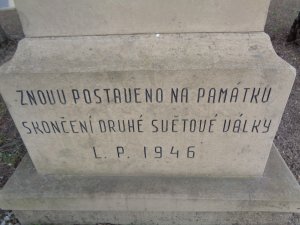 ZNOVU POSTAVENO NA PAMÁTKU
SKONČENÍ DRUHÉ SVĚTOVÉ VÁLKY
L. P. 1946